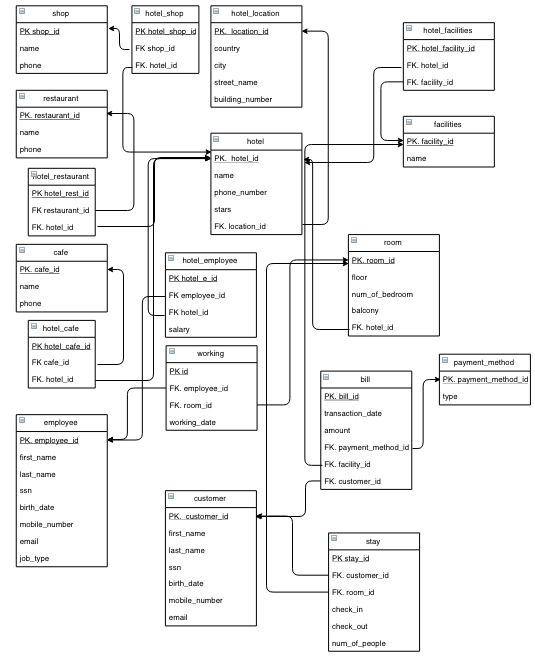 shop
PK shop_id
name
phone
hotel_shop
PK hotel_shop_id
FK shop_id
FK. hotel_id
hotel_location
PK. location_id
country
city
street_name
building_number
hotel_facilities
PK. hotel_facility_id
FK. hotel_id
FK. facility_id
restaurant
PK. restaurant_id
name
phone
facilities
PK. facility_id
name
hotel
PK. hotel_id
name
phone_number
stars
FK. location_id
hotel_restaurant
PK hotel_rest_id
FK restaurant_id
FK. hotel_id
room
PK. room_id
floor
num_of_bedroom
balcony
FK. hotel_id
cafe
PK. cafe_id
name
phone
hotel_employee
PK hotel_e_id
FK employee_id
FK hotel_id
salary
hotel_cafe
PK hotel_cafe_id
FK cafe_id
FK. hotel_id
working
PK id
FK. employee_id
FK. room_id
working_date
payment_method
PK. payment_method_id
type
bill
PK. bill_id
transaction_date
amount
FK. payment_method_id
FK. facility_id
FK. customer_id
employee
PK. employee_id
first_name
last_name
ssn
birth_date
mobile_number
email
job_type
customer
PK. customer_id
first_name
last_name
ssn
birth_date
mobile_number
email
stay
PK stay_id
FK. customer_id
FK. room_id
check_in
check_out
num_of_people